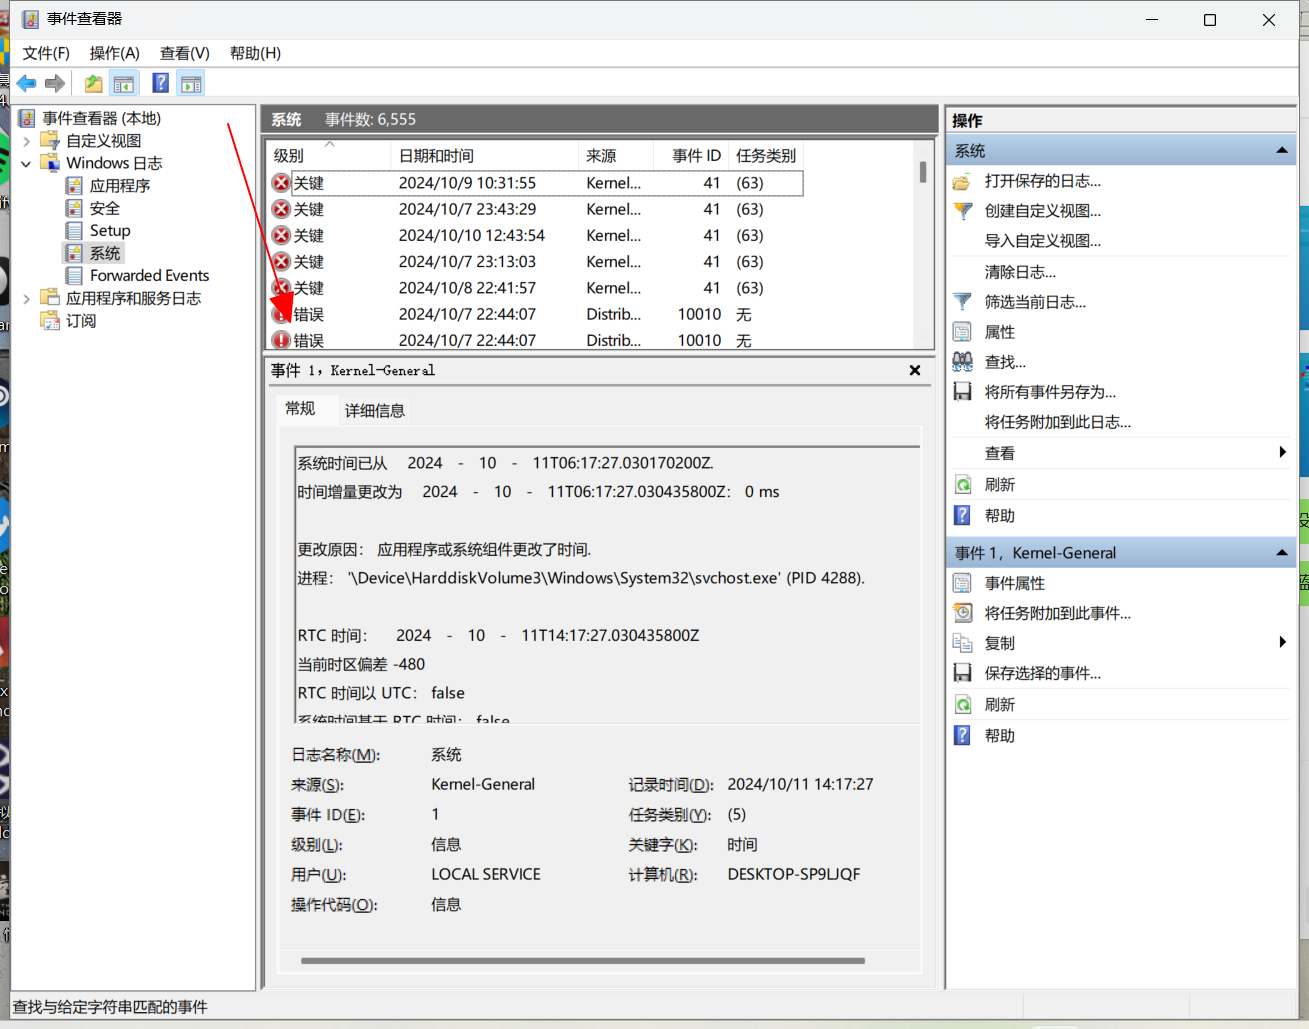 事件查看器
文件(F) 操作(A) 查看(V) 帮助(H)
事件查看器 (本地)
自定义视图
Windows 日志
应用程序
安全
Setup
系统
Forwarded Events
应用程序和服务日志
订阅
系统 事件数: 6,555
级别 日期和时间 来源 事件 ID 任务类别
关键 2024/10/9 10:31:55 Kernel... 41 (63)
关键 2024/10/7 23:43:29 Kernel... 41 (63)
关键 2024/10/10 12:43:54 Kernel... 41 (63)
关键 2024/10/7 23:13:03 Kernel... 41 (63)
关键 2024/10/8 22:41:57 Kernel... 41 (63)
错误 2024/10/7 22:44:07 Distrib... 10010 无
错误 2024/10/7 22:44:07 Distrib... 10010 无
事件 1，Kernel-General
常规 详细信息
系统时间已从 2024 - 10 - 11T06:17:27.030170200Z.
时间增量更改为 2024 - 10 - 11T06:17:27.030435800Z： 0 ms
更改原因： 应用程序或系统组件更改了时间.
进程： '\Device\HarddiskVolume3\Windows\System32\svchost.exe' (PID 4288).
RTC 时间： 2024 - 10 - 11T14:17:27.030435800Z
当前时区偏差 -480
RTC 时间以 UTC： false
系统时间基于 RTC 时间： false
日志名称(M): 系统
来源(S): Kernel-General 记录时间(D): 2024/10/11 14:17:27
事件 ID(E): 1 任务类别(Y): (5)
级别(L): 信息 关键字(K): 时间
用户(U): LOCAL SERVICE 计算机(R): DESKTOP-SP9LJQF
操作代码(O): 信息
操作
系统
打开保存的日志...
创建自定义视图...
导入自定义视图...
清除日志...
筛选当前日志...
属性
查找...
将所有事件另存为...
将任务附加到此日志...
查看
刷新
帮助
事件 1，Kernel-General
事件属性
将任务附加到此事件...
复制
保存选择的事件...
刷新
帮助
查找与给定字符串匹配的事件